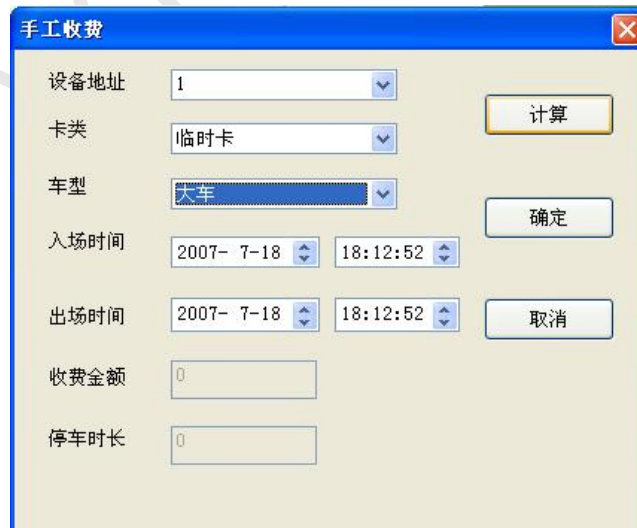 手工收费
设备地址 1
计算
卡类 临时卡
车型 大车
确定
入场时间 2007- 7-18 18:12:52
出场时间 2007- 7-18 18:12:52 取消
收费金额 0
停车时长 0